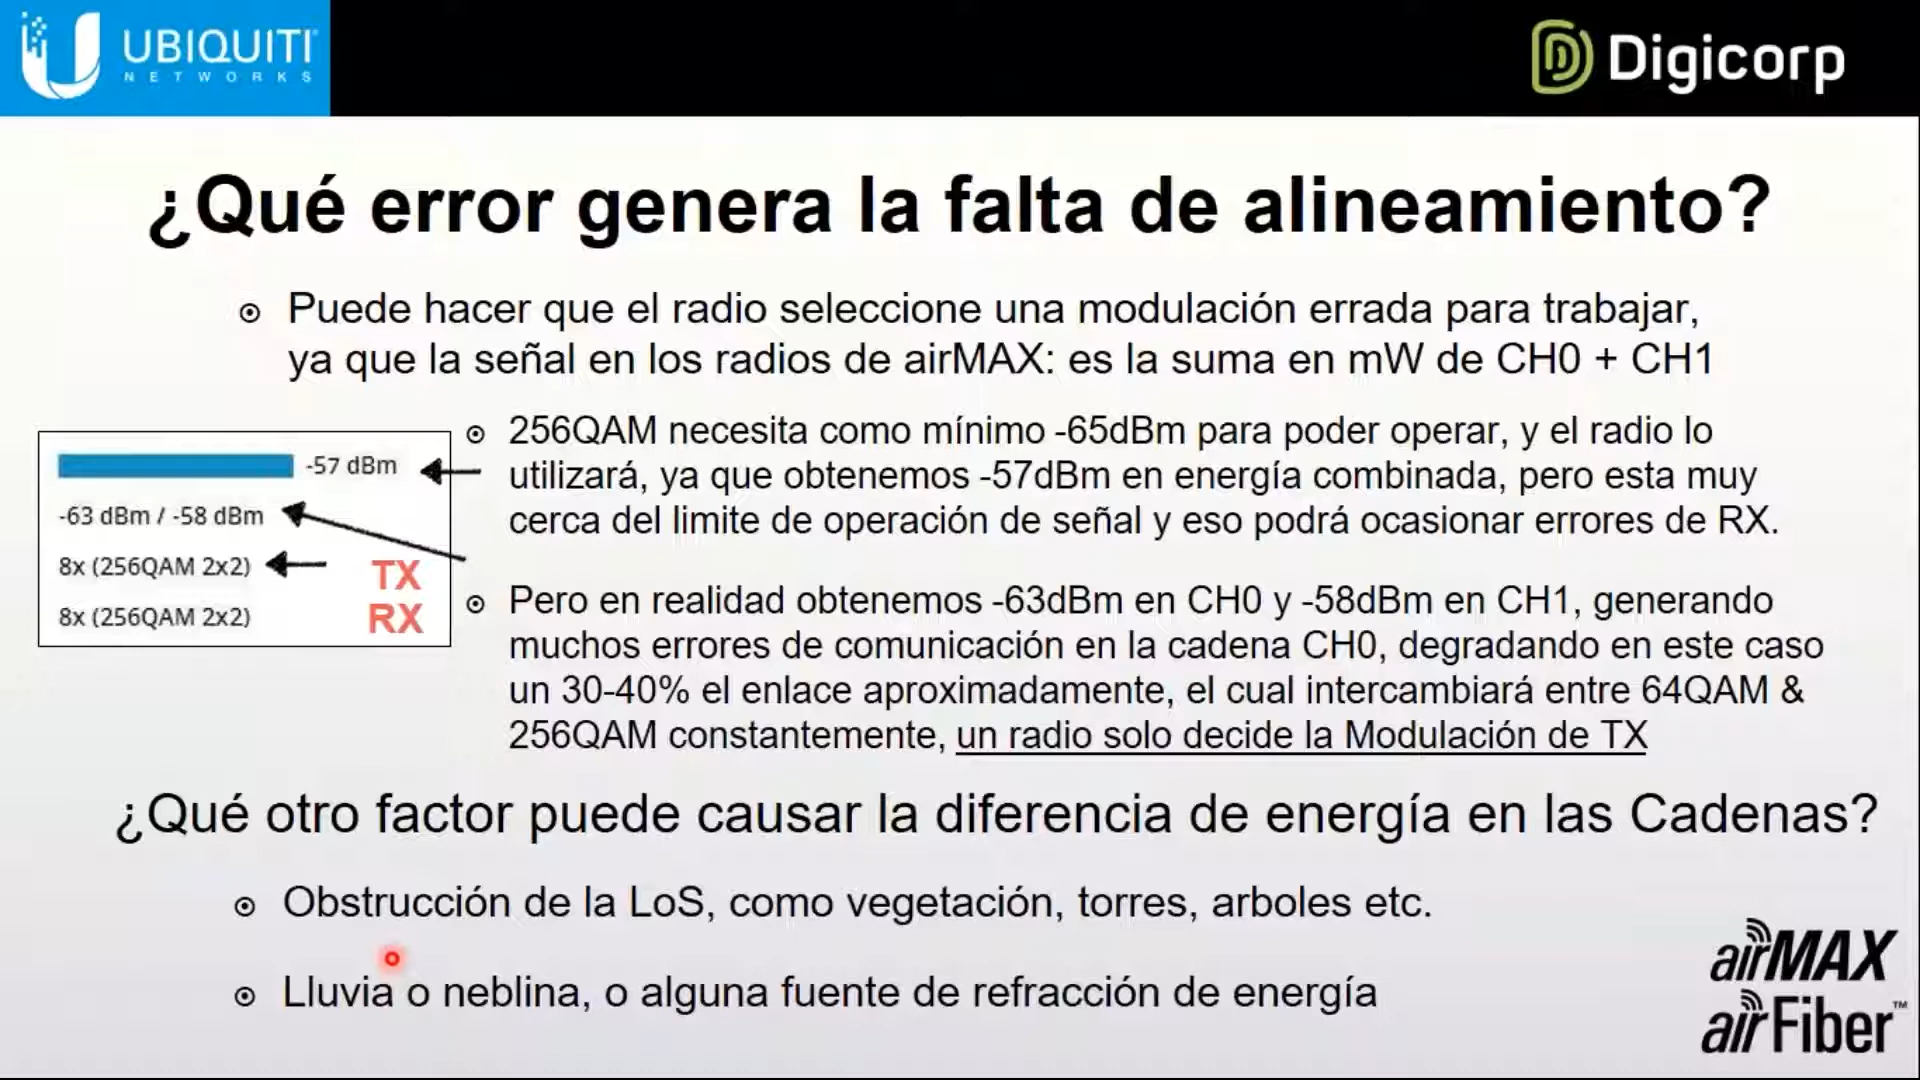 UBIQUITI
NETWORKS
Digicorp
¿Qué error genera la falta de alineamiento?
Puede hacer que el radio seleccione una modulación errada para trabajar,
ya que la señal en los radios de airMAX: es la suma en mW de CH0 + CH1
-57 dBm
-63 dBm / -58 dBm
8x (256QAM 2x2)
TX
8x (256QAM 2x2)
RX
256QAM necesita como mínimo -65dBm para poder operar, y el radio lo
utilizará, ya que obtenemos -57dBm en energía combinada, pero esta muy
cerca del limite de operación de señal y eso podrá ocasionar errores de RX.
Pero en realidad obtenemos -63dBm en CH0 y -58dBm en CH1, generando
muchos errores de comunicación en la cadena CH0, degradando en este caso
un 30-40% el enlace aproximadamente, el cual intercambiará entre 64QAM &
256QAM constantemente, un radio solo decide la Modulación de TX
¿Qué otro factor puede causar la diferencia de energía en las Cadenas?
Obstrucción de la LoS, como vegetación, torres, arboles etc.
Lluvia o neblina, o alguna fuente de refracción de energía
airMAX
airFiber™